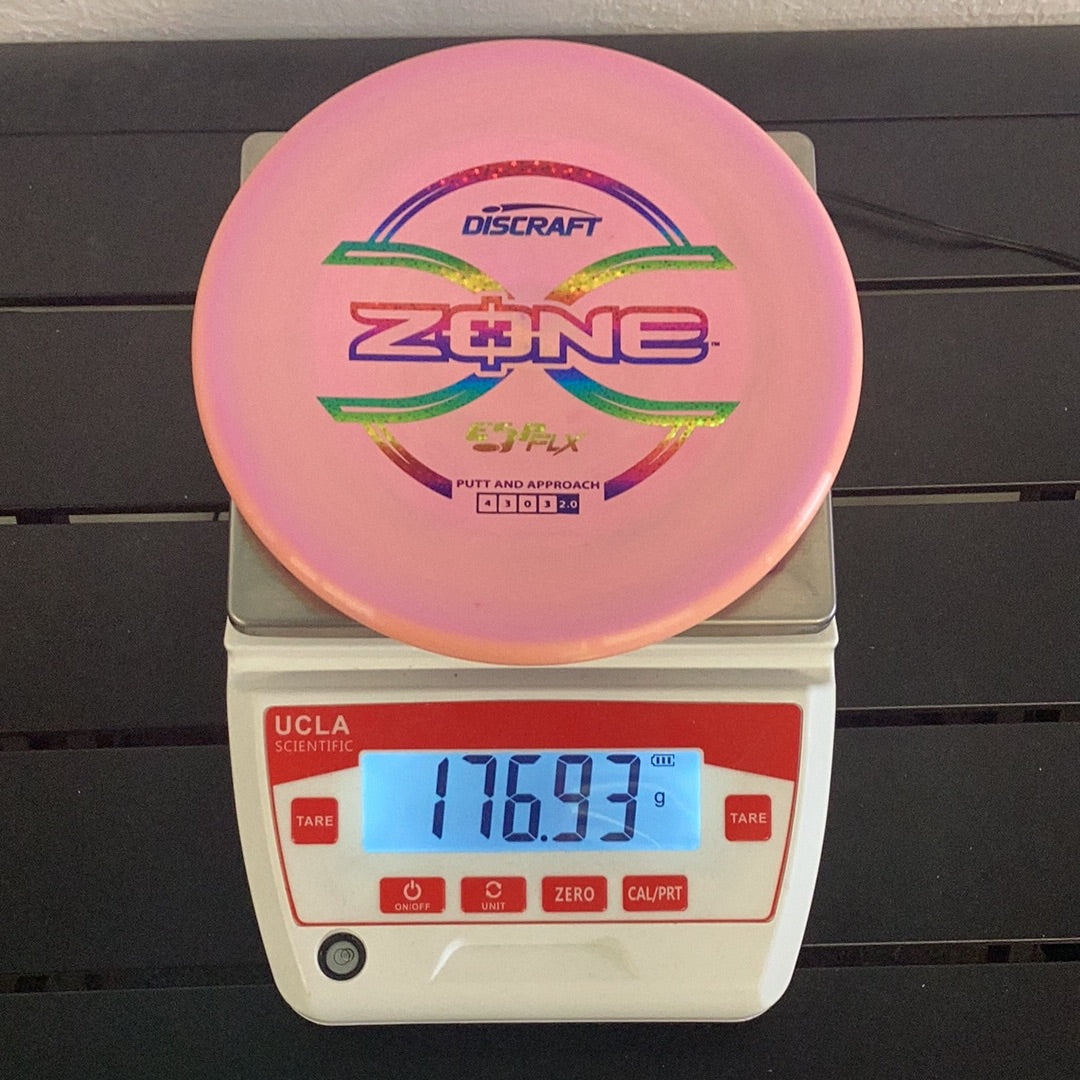 DISCRAFT
ZONE™
ESP FLX
PUTT AND APPROACH
4 3 0 3 2.0
UCLA
SCIENTIFIC
176.93 g
TARE
TARE
ON/OFF
UNIT
ZERO
CAL/PRT